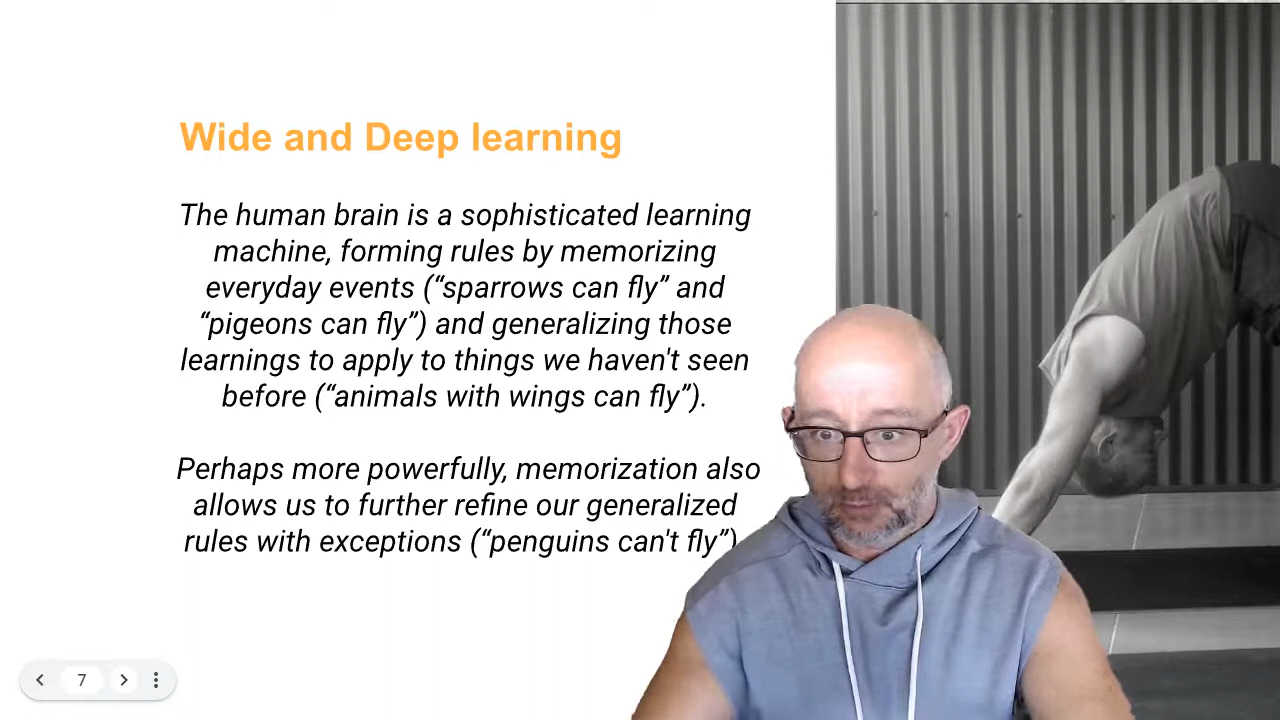 Wide and Deep learning
The human brain is a sophisticated learning
machine, forming rules by memorizing
everyday events (“sparrows can fly” and
“pigeons can fly”) and generalizing those
learnings to apply to things we haven't seen
before (“animals with wings can fly”).
Perhaps more powerfully, memorization also
allows us to further refine our generalized
rules with exceptions (“penguins can't fly”)
7